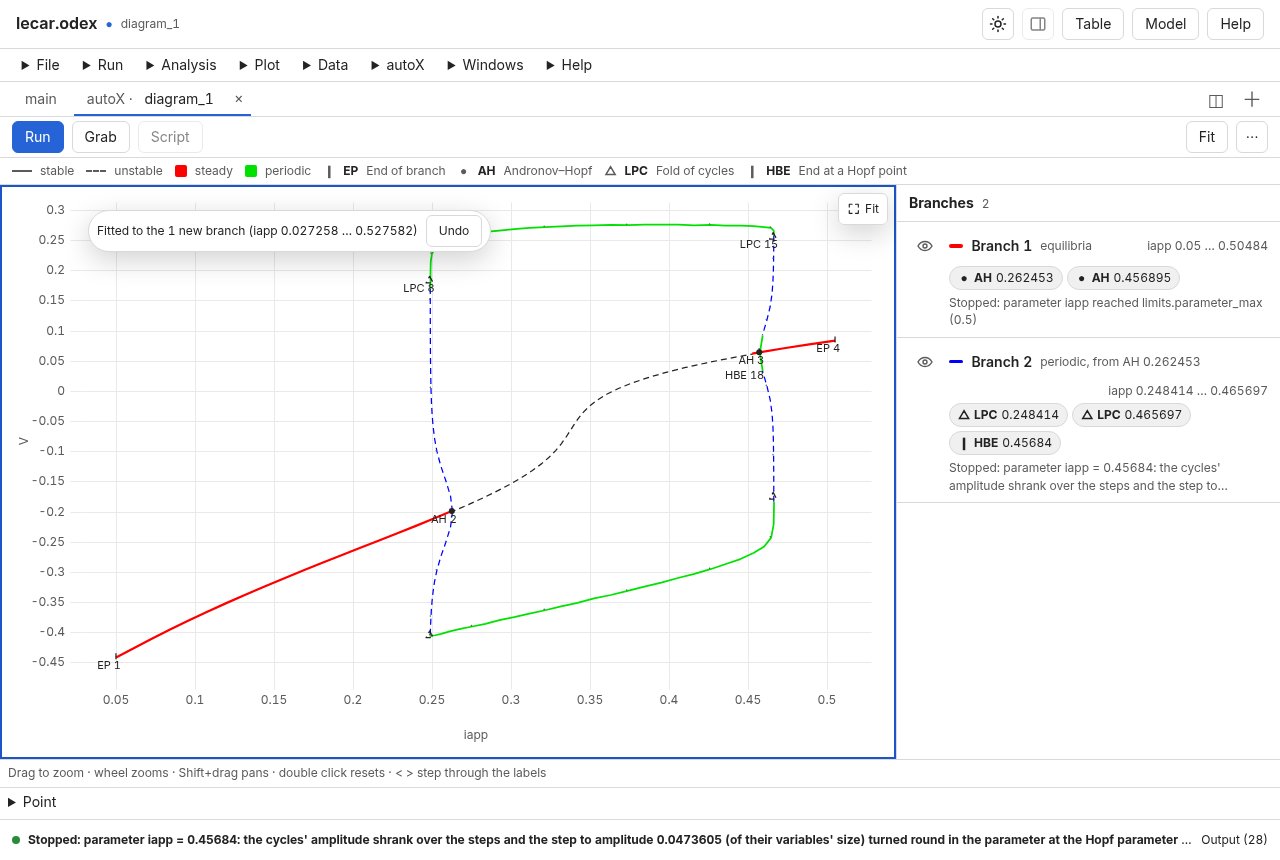 lecar.odex ● diagram_1
Table Model Help
File Run Analysis Plot Data autoX Windows Help
main autoX · diagram_1 ×
Run Grab Script Fit ···
stable unstable steady periodic EP End of branch AH Andronov–Hopf LPC Fold of cycles HBE End at a Hopf point
Fitted to the 1 new branch (iapp 0.027258 ... 0.527582) Undo
Fit
0.3
0.25
0.2
0.15
0.1
0.05
0
-0.05
-0.1
-0.15
-0.2
-0.25
-0.3
-0.35
-0.4
-0.45
V
LPC 15
LPC 8
EP 4
AH 3
HBE 18
AH 2
EP 1
0.05 0.1 0.15 0.2 0.25 0.3 0.35 0.4 0.45 0.5
iapp
Branches 2
Branch 1 equilibria iapp 0.05 ... 0.50484
● AH 0.262453 ● AH 0.456895
Stopped: parameter iapp reached limits.parameter_max
(0.5)
Branch 2 periodic, from AH 0.262453
iapp 0.248414 ... 0.465697
LPC 0.248414 LPC 0.465697
HBE 0.45684
Stopped: parameter iapp = 0.45684: the cycles'
amplitude shrank over the steps and the step to...
Drag to zoom · wheel zooms · Shift+drag pans · double click resets · < > step through the labels
Point
Stopped: parameter iapp = 0.45684: the cycles' amplitude shrank over the steps and the step to amplitude 0.0473605 (of their variables' size) turned round in the parameter at the Hopf parameter ... Output (28)